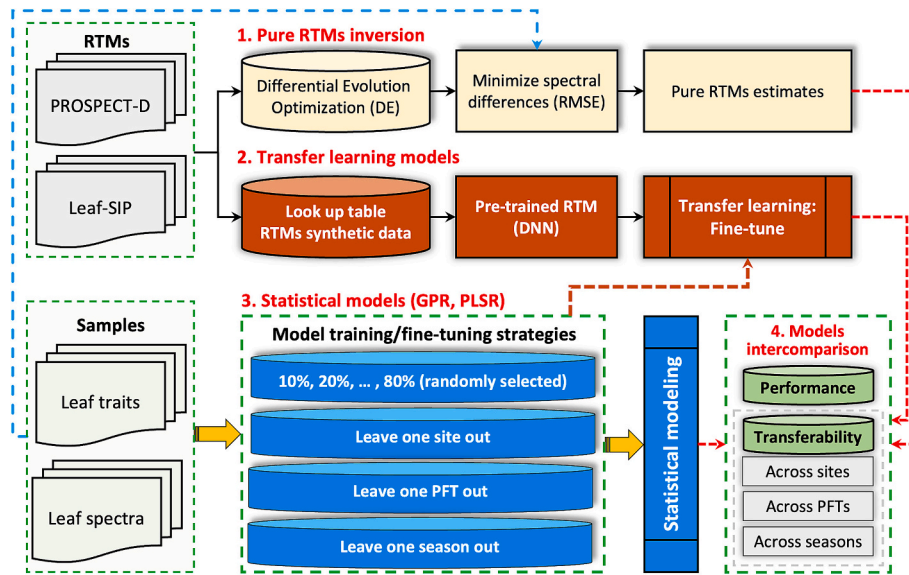 RTMs
PROSPECT-D
Leaf-SIP
1. Pure RTMs inversion
Differential Evolution
Optimization (DE)
Minimize spectral
differences (RMSE)
Pure RTMs estimates
2. Transfer learning models
Look up table
RTMs synthetic data
Pre-trained RTM
(DNN)
Transfer learning:
Fine-tune
Samples
Leaf traits
Leaf spectra
3. Statistical models (GPR, PLSR)
Model training/fine-tuning strategies
10%, 20%, ... , 80% (randomly selected)
Leave one site out
Leave one PFT out
Leave one season out
Statistical modeling
4. Models
intercomparison
Performance
Transferability
Across sites
Across PFTs
Across seasons